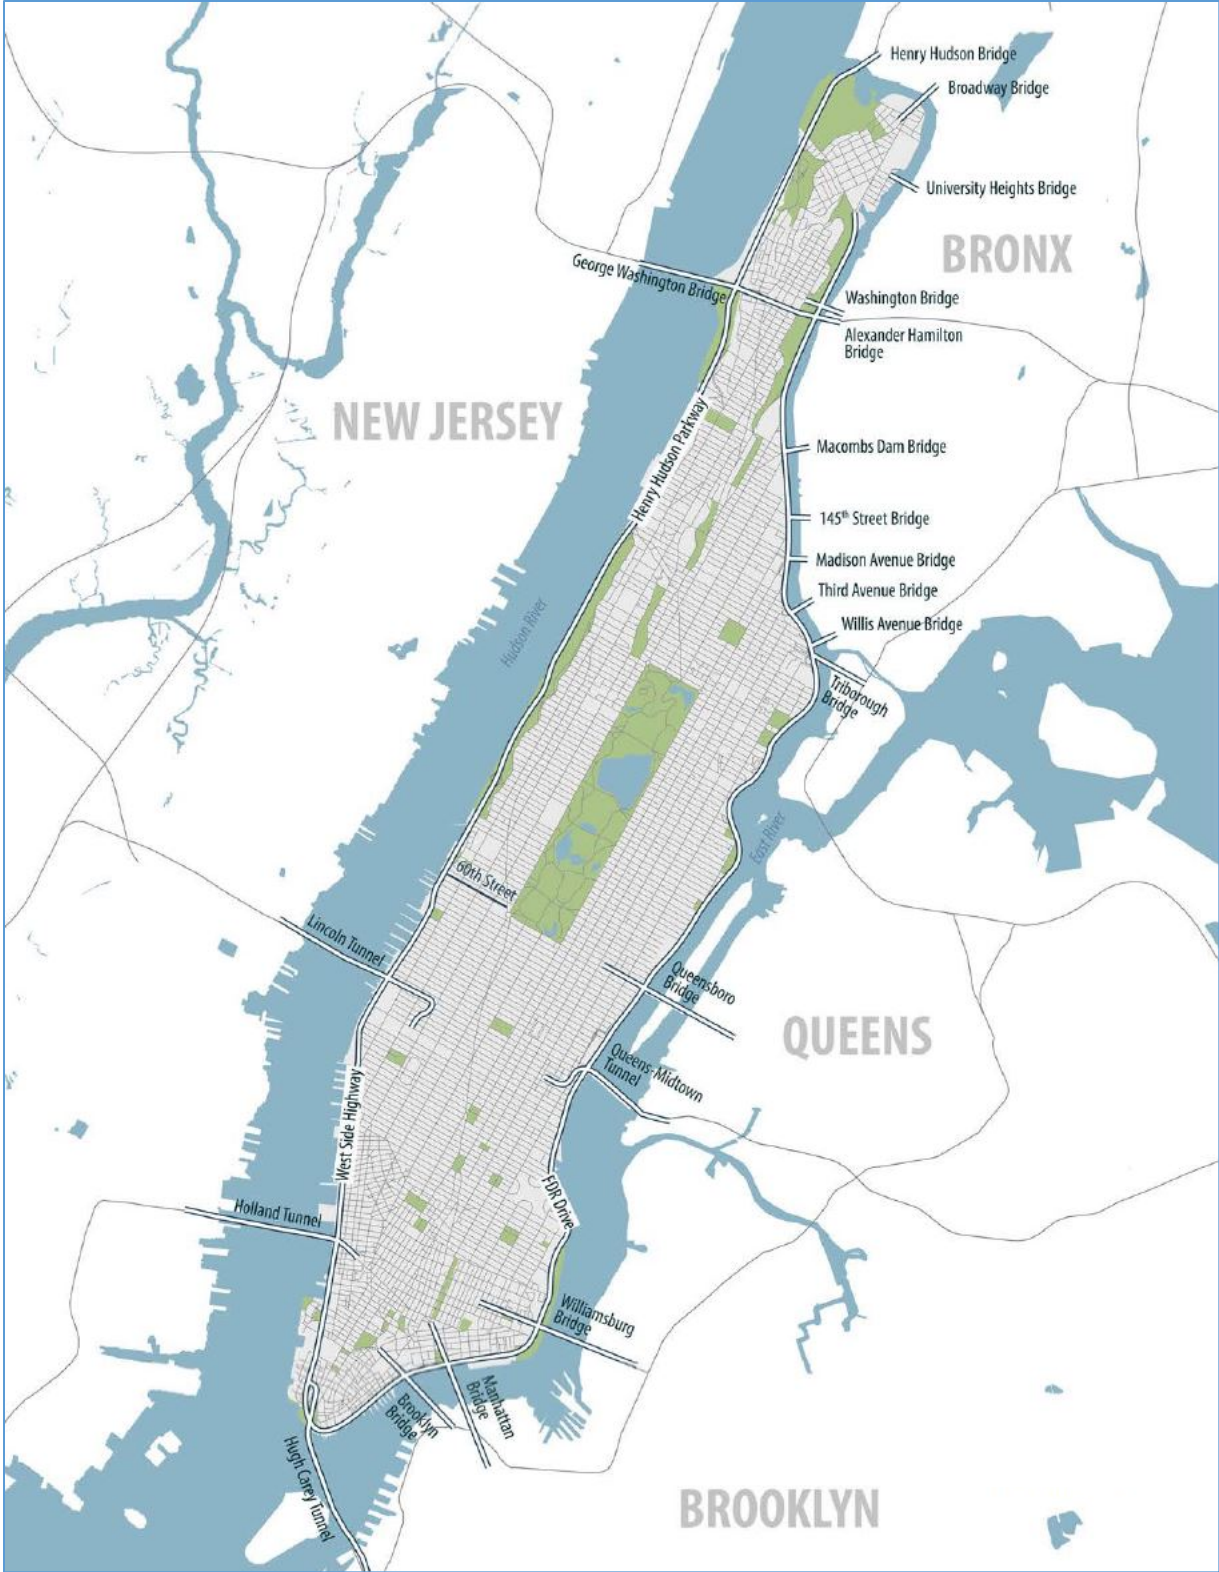 Henry Hudson Bridge
Broadway Bridge
University Heights Bridge
BRONX
George Washington Bridge
Washington Bridge
Alexander Hamilton
Bridge
NEW JERSEY
Henry Hudson Parkway
Macombs Dam Bridge
145th Street Bridge
Madison Avenue Bridge
Third Avenue Bridge
Willis Avenue Bridge
Hudson River
Triborough
Bridge
East River
60th Street
Lincoln Tunnel
Queensboro
Bridge
QUEENS
Queens-Midtown
Tunnel
West Side Highway
FDR Drive
Holland Tunnel
Williamsburg
Bridge
Manhattan
Bridge
Brooklyn
Bridge
Hugh Carey Tunnel
BROOKLYN